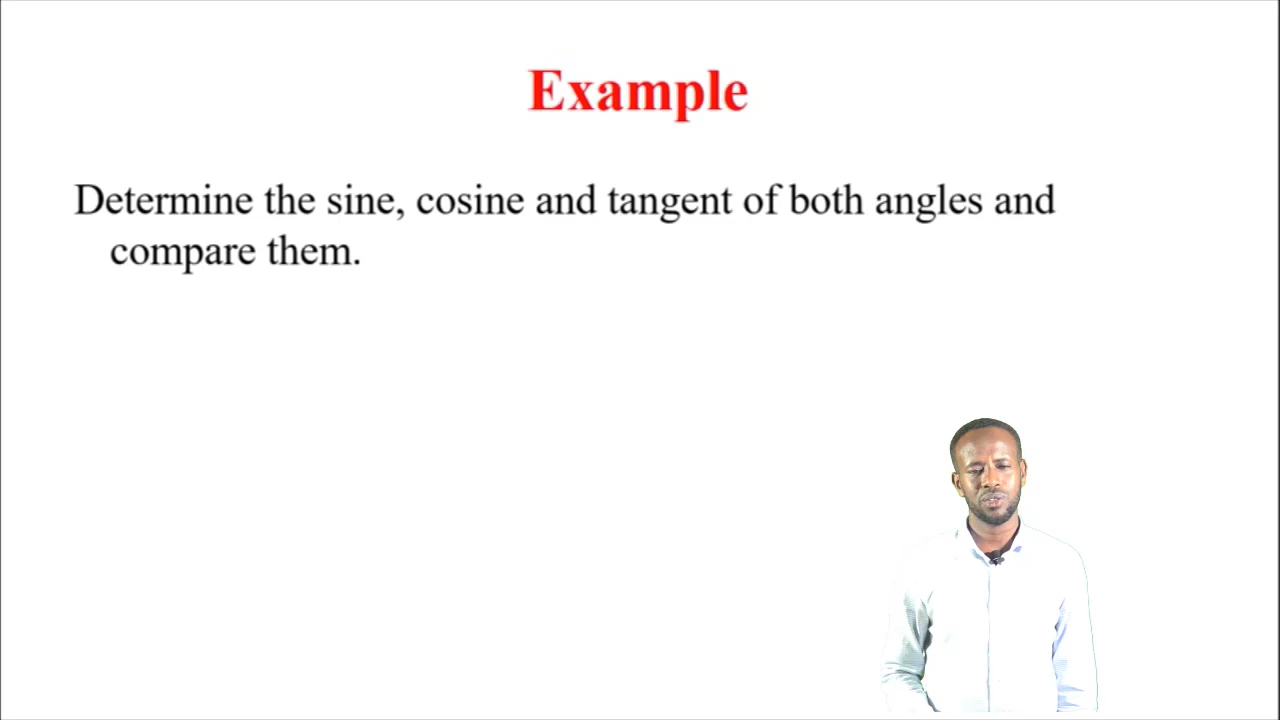 Example
Determine the sine, cosine and tangent of both angles and
compare them.